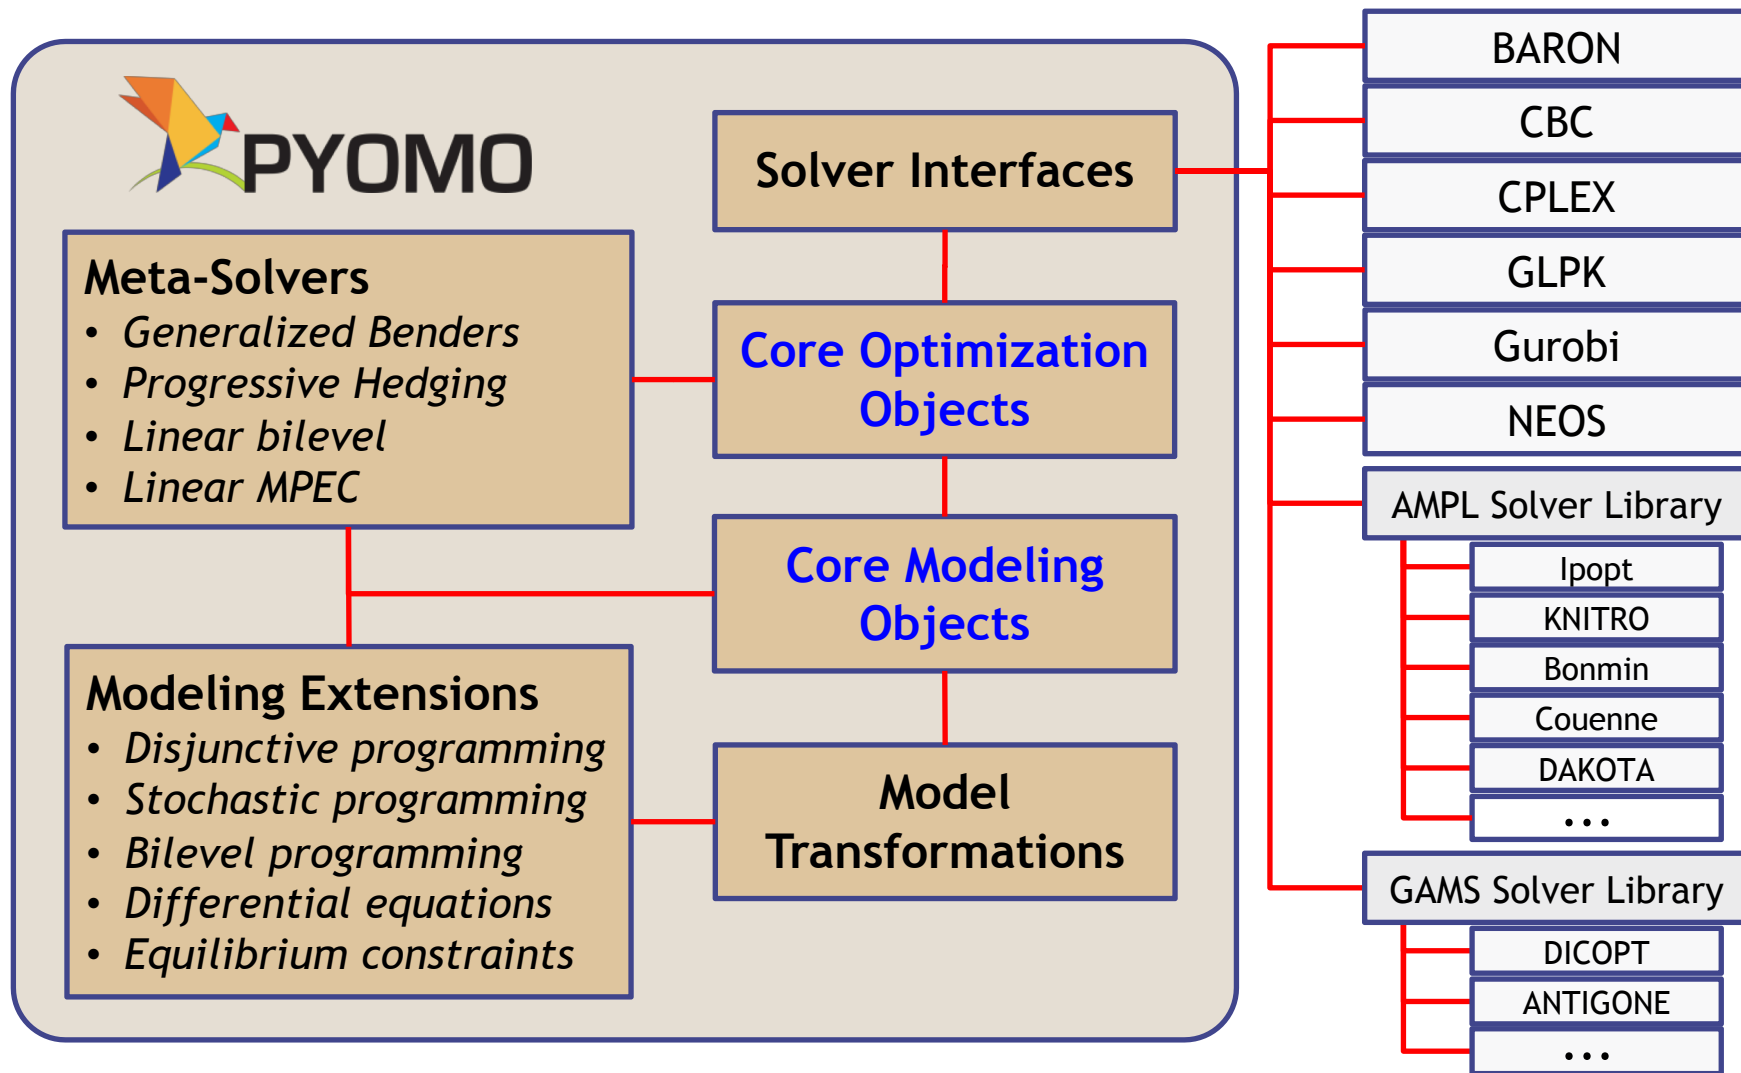 PYOMO
Solver Interfaces
Meta-Solvers
• Generalized Benders
• Progressive Hedging
• Linear bilevel
• Linear MPEC
Core Optimization
Objects
Core Modeling
Objects
Modeling Extensions
• Disjunctive programming
• Stochastic programming
• Bilevel programming
• Differential equations
• Equilibrium constraints
Model
Transformations
BARON
CBC
CPLEX
GLPK
Gurobi
NEOS
AMPL Solver Library
Ipopt
KNITRO
Bonmin
Couenne
DAKOTA
...
GAMS Solver Library
DICOPT
ANTIGONE
...